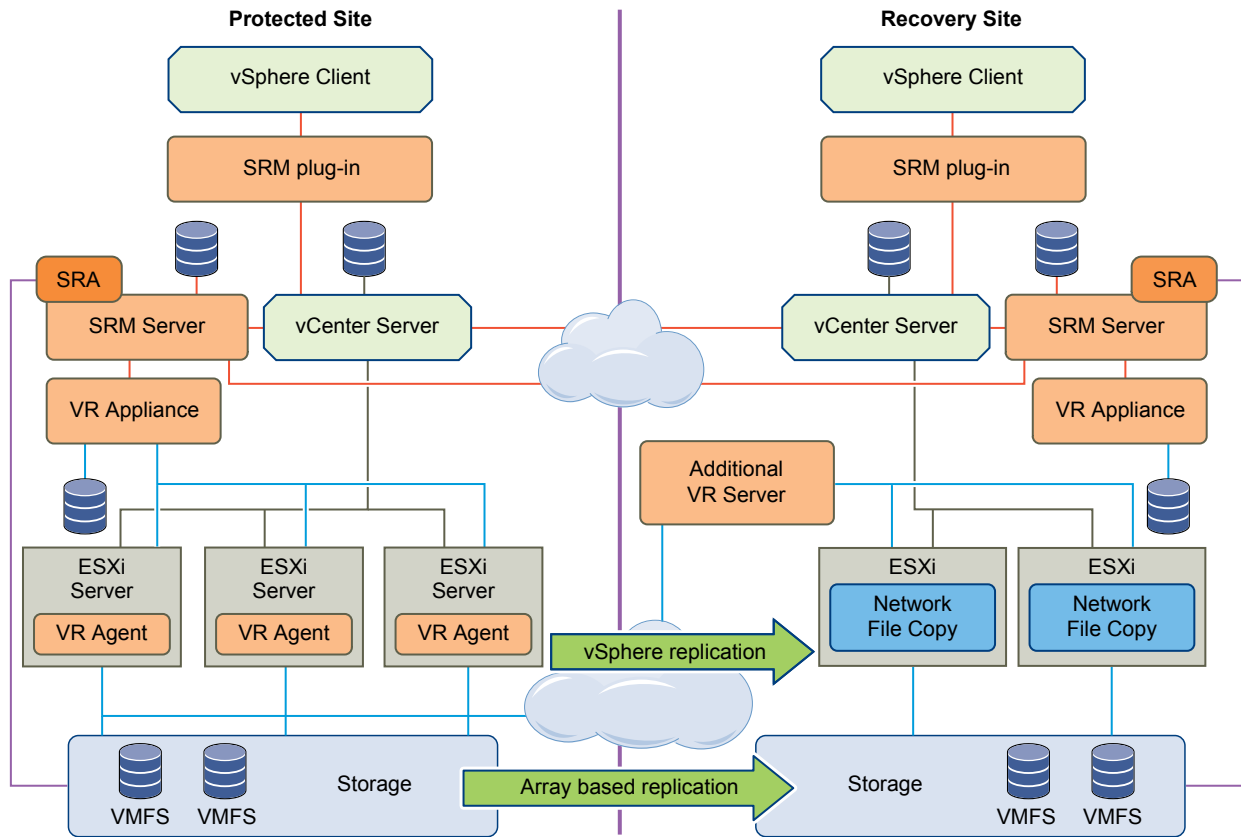 Protected Site
Recovery Site
vSphere Client
vSphere Client
SRM plug-in
SRM plug-in
SRA
SRA
SRM Server
vCenter Server
vCenter Server
SRM Server
VR Appliance
VR Appliance
Additional
VR Server
ESXi
Server
VR Agent
ESXi
Server
VR Agent
ESXi
Server
VR Agent
ESXi
Network
File Copy
ESXi
Network
File Copy
vSphere replication
VMFS
VMFS
Storage
Array based replication
Storage
VMFS
VMFS